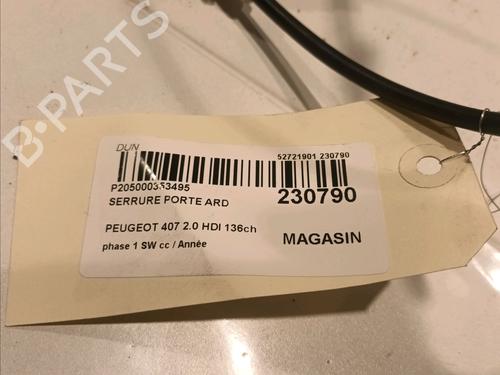 B-PARTS
DUN
52721901 230790
P205000353495
SERRURE PORTE ARD
230790
PEUGEOT 407 2.0 HDI 136ch
MAGASIN
phase 1 SW cc / Année